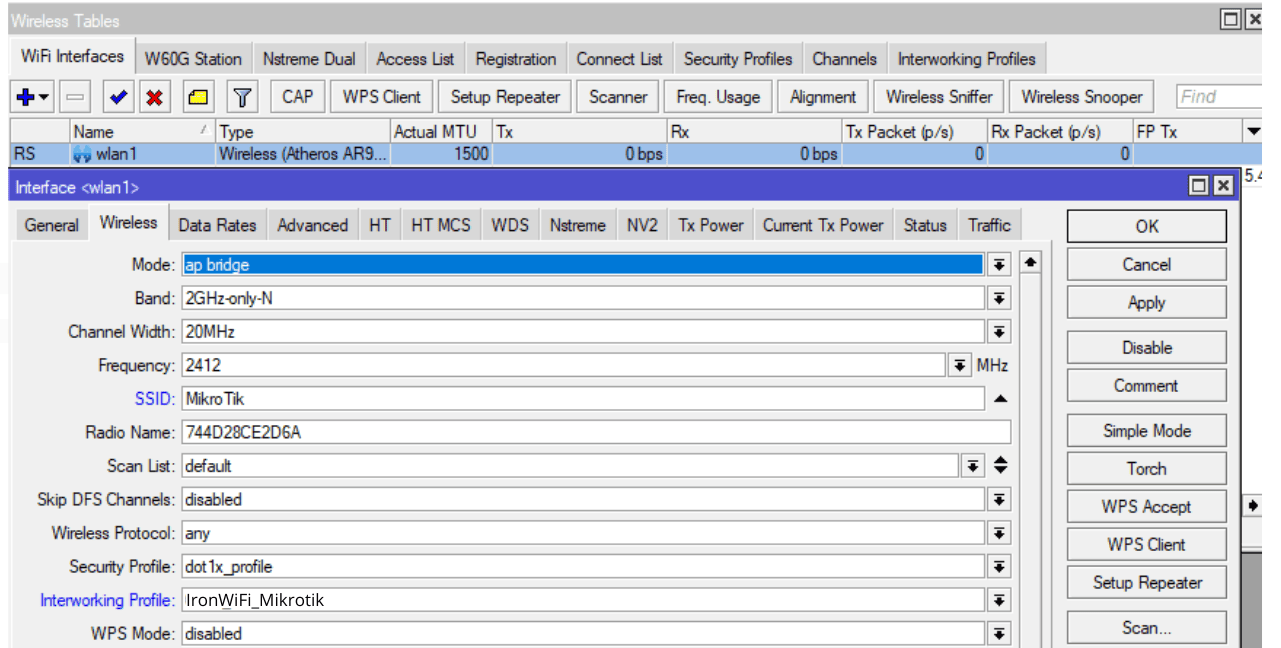 Wireless Tables
WiFi Interfaces W60G Station Nstreme Dual Access List Registration Connect List Security Profiles Channels Interworking Profiles
CAP WPS Client Setup Repeater Scanner Freq. Usage Alignment Wireless Sniffer Wireless Snooper Find
Name Type Actual MTU Tx Rx Tx Packet (p/s) Rx Packet (p/s) FP Tx
RS wlan1 Wireless (Atheros AR9... 1500 0 bps 0 bps 0 0
Interface <wlan1> 5.4
General Wireless Data Rates Advanced HT HT MCS WDS Nstreme NV2 Tx Power Current Tx Power Status Traffic OK
Mode: ap bridge Cancel
Band: 2GHz-only-N Apply
Channel Width: 20MHz Disable
Frequency: 2412 MHz
SSID: MikroTik Comment
Radio Name: 744D28CE2D6A Simple Mode
Scan List: default Torch
Skip DFS Channels: disabled WPS Accept
Wireless Protocol: any WPS Client
Security Profile: dot1x_profile Setup Repeater
Interworking Profile: IronWiFi_Mikrotik
WPS Mode: disabled Scan...